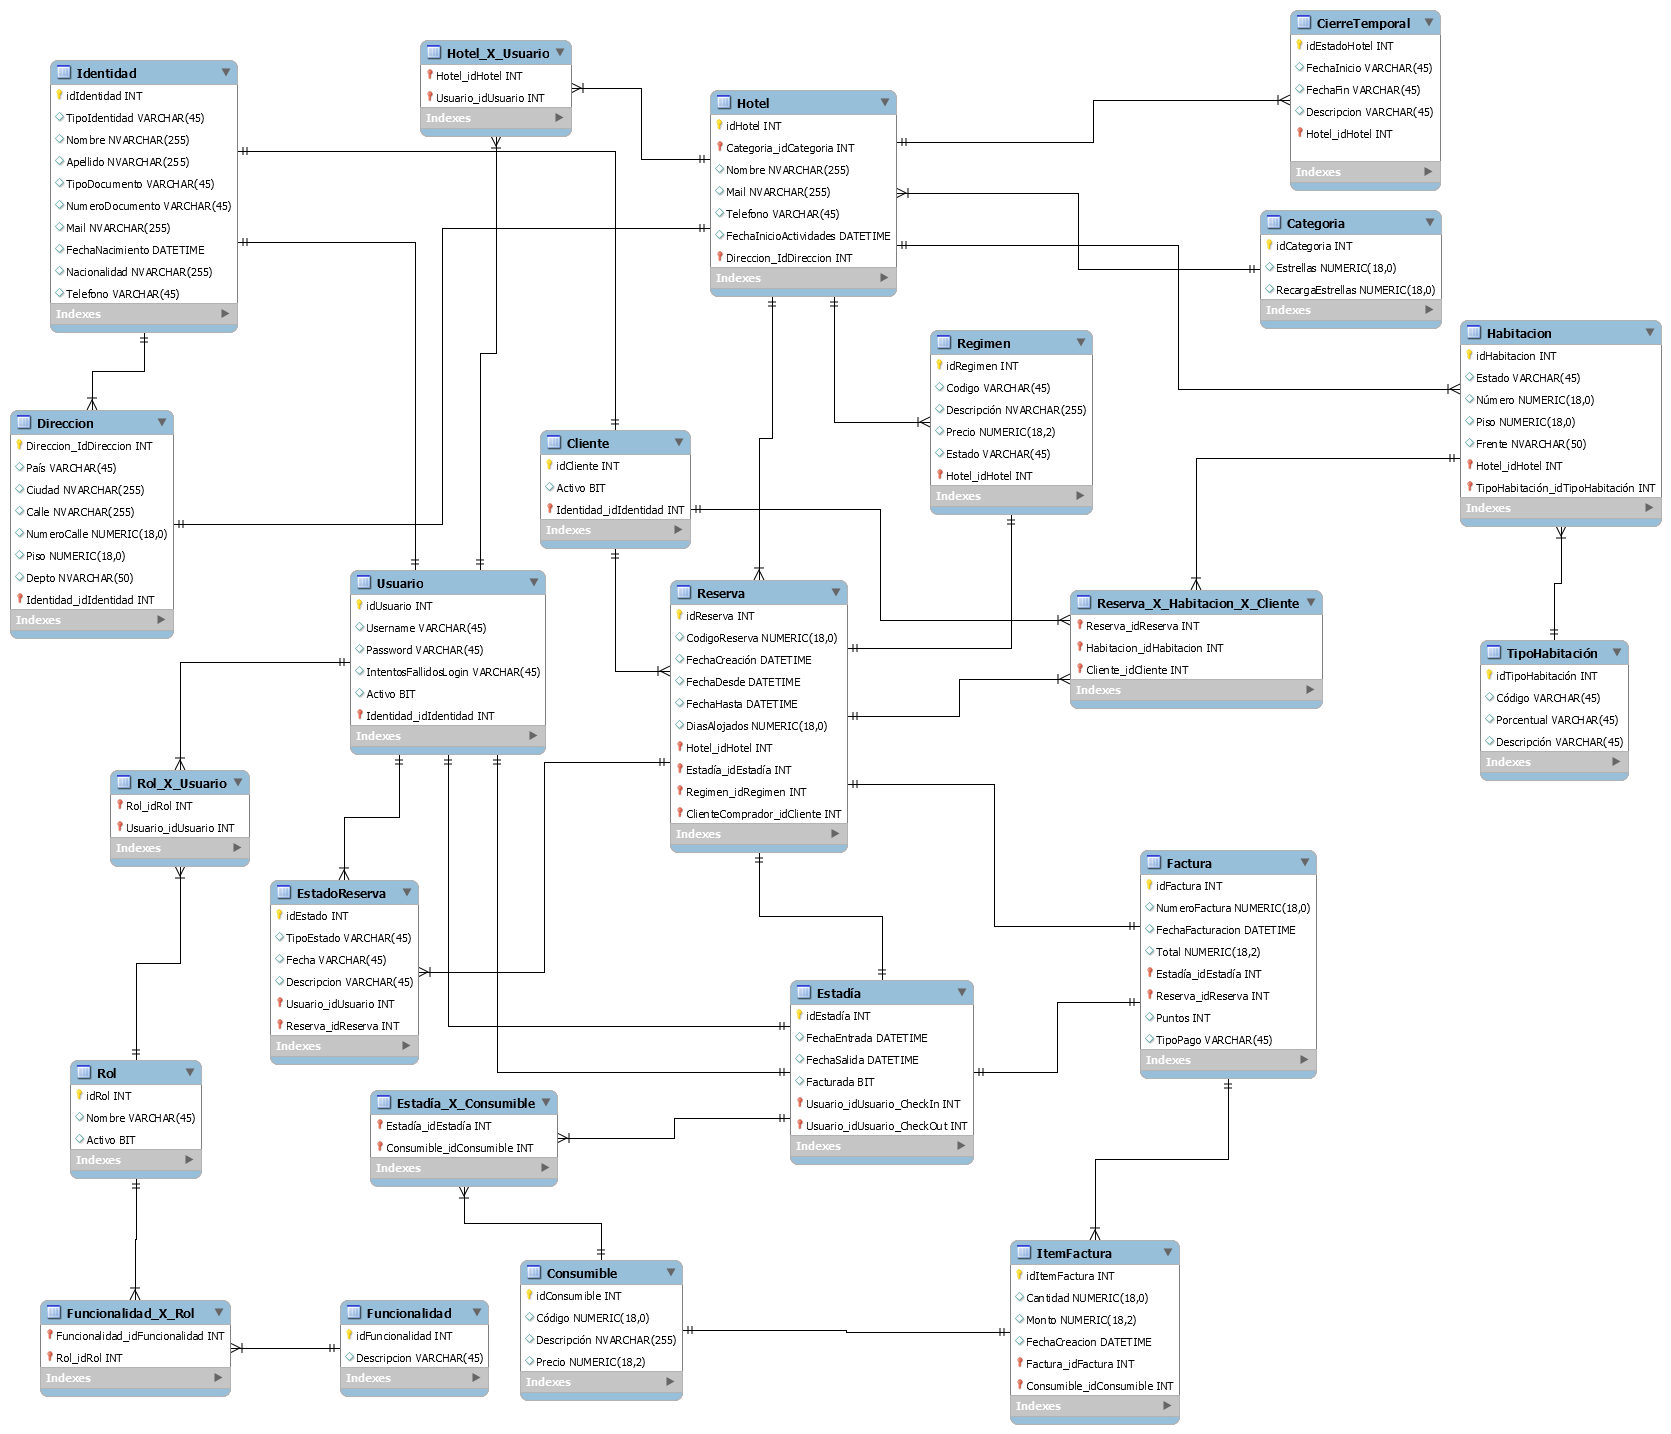 Identidad
idIdentidad INT
TipoIdentidad VARCHAR(45)
Nombre NVARCHAR(255)
Apellido NVARCHAR(255)
TipoDocumento VARCHAR(45)
NumeroDocumento VARCHAR(45)
Mail NVARCHAR(255)
FechaNacimiento DATETIME
Nacionalidad NVARCHAR(255)
Telefono VARCHAR(45)
Indexes
Hotel_X_Usuario
Hotel_idHotel INT
Usuario_idUsuario INT
Indexes
Hotel
idHotel INT
Categoria_idCategoria INT
Nombre NVARCHAR(255)
Mail NVARCHAR(255)
Telefono VARCHAR(45)
FechaInicioActividades DATETIME
Direccion_IdDireccion INT
Indexes
CierreTemporal
idEstadoHotel INT
FechaInicio VARCHAR(45)
FechaFin VARCHAR(45)
Descripcion VARCHAR(45)
Hotel_idHotel INT
Indexes
Categoria
idCategoria INT
Estrellas NUMERIC(18,0)
RecargaEstrellas NUMERIC(18,0)
Indexes
Regimen
idRegimen INT
Codigo VARCHAR(45)
Descripción NVARCHAR(255)
Precio NUMERIC(18,2)
Estado VARCHAR(45)
Hotel_idHotel INT
Indexes
Habitacion
idHabitacion INT
Estado VARCHAR(45)
Número NUMERIC(18,0)
Piso NUMERIC(18,0)
Frente NVARCHAR(50)
Hotel_idHotel INT
TipoHabitación_idTipoHabitación INT
Indexes
Direccion
Direccion_IdDireccion INT
País VARCHAR(45)
Ciudad NVARCHAR(255)
Calle NVARCHAR(255)
NumeroCalle NUMERIC(18,0)
Piso NUMERIC(18,0)
Depto NVARCHAR(50)
Identidad_idIdentidad INT
Indexes
Cliente
idCliente INT
Activo BIT
Identidad_idIdentidad INT
Indexes
Usuario
idUsuario INT
Username VARCHAR(45)
Password VARCHAR(45)
IntentosFallidosLogin VARCHAR(45)
Activo BIT
Identidad_idIdentidad INT
Indexes
Reserva
idReserva INT
CodigoReserva NUMERIC(18,0)
FechaCreación DATETIME
FechaDesde DATETIME
FechaHasta DATETIME
DiasAlojados NUMERIC(18,0)
Hotel_idHotel INT
Estadía_idEstadía INT
Regimen_idRegimen INT
ClienteComprador_idCliente INT
Indexes
Reserva_X_Habitacion_X_Cliente
Reserva_idReserva INT
Habitacion_idHabitacion INT
Cliente_idCliente INT
Indexes
TipoHabitación
idTipoHabitación INT
Código VARCHAR(45)
Porcentual VARCHAR(45)
Descripción VARCHAR(45)
Indexes
Rol_X_Usuario
Rol_idRol INT
Usuario_idUsuario INT
Indexes
EstadoReserva
idEstado INT
TipoEstado VARCHAR(45)
Fecha VARCHAR(45)
Descripcion VARCHAR(45)
Usuario_idUsuario INT
Reserva_idReserva INT
Indexes
Factura
idFactura INT
NumeroFactura NUMERIC(18,0)
FechaFacturacion DATETIME
Total NUMERIC(18,2)
Estadía_idEstadía INT
Reserva_idReserva INT
Puntos INT
TipoPago VARCHAR(45)
Indexes
Estadía
idEstadía INT
FechaEntrada DATETIME
FechaSalida DATETIME
Facturada BIT
Usuario_idUsuario_CheckIn INT
Usuario_idUsuario_CheckOut INT
Indexes
Rol
idRol INT
Nombre VARCHAR(45)
Activo BIT
Indexes
Estadía_X_Consumible
Estadía_idEstadía INT
Consumible_idConsumible INT
Indexes
Funcionalidad_X_Rol
Funcionalidad_idFuncionalidad INT
Rol_idRol INT
Indexes
Funcionalidad
idFuncionalidad INT
Descripcion VARCHAR(45)
Indexes
Consumible
idConsumible INT
Código NUMERIC(18,0)
Descripción NVARCHAR(255)
Precio NUMERIC(18,2)
Indexes
ItemFactura
idItemFactura INT
Cantidad NUMERIC(18,0)
Monto NUMERIC(18,2)
FechaCreacion DATETIME
Factura_idFactura INT
Consumible_idConsumible INT
Indexes